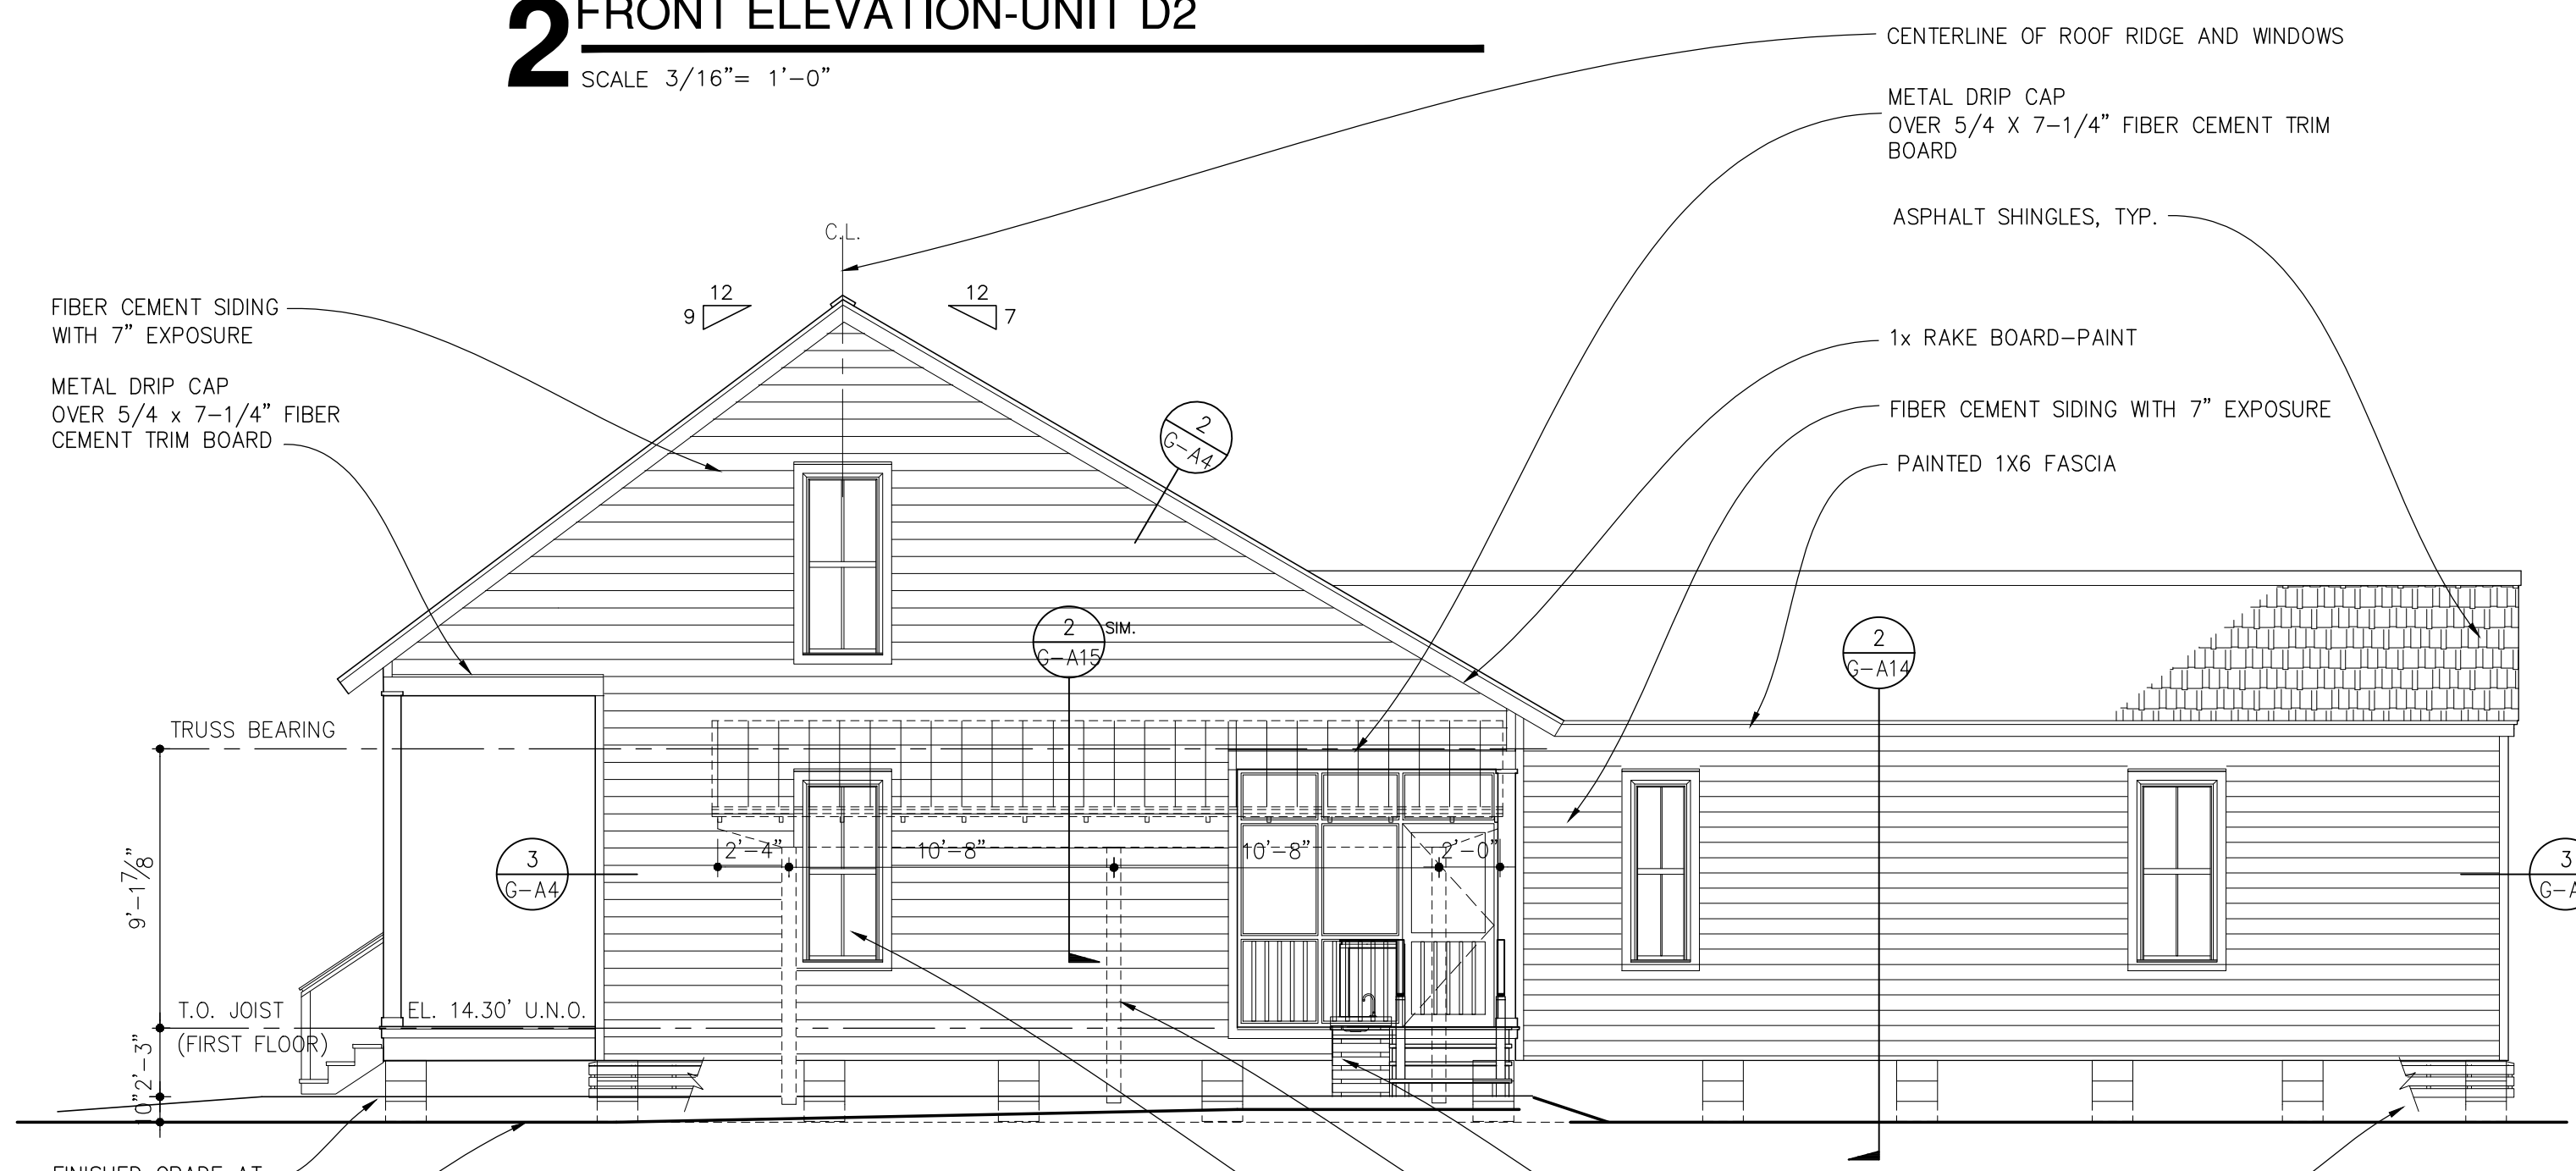 2 FRONT ELEVATION-UNIT D2
SCALE 3/16"= 1'-0"
CENTERLINE OF ROOF RIDGE AND WINDOWS
METAL DRIP CAP
OVER 5/4 X 7-1/4" FIBER CEMENT TRIM
BOARD
ASPHALT SHINGLES, TYP.
C.L.
12
9
12
7
FIBER CEMENT SIDING
WITH 7" EXPOSURE
1x RAKE BOARD-PAINT
METAL DRIP CAP
OVER 5/4 x 7-1/4" FIBER
CEMENT TRIM BOARD
2
G-A4
FIBER CEMENT SIDING WITH 7" EXPOSURE
PAINTED 1X6 FASCIA
2
G-A15
SIM.
2
G-A14
TRUSS BEARING
9'-1 7/8"
3
G-A4
2'-4"
10'-8"
10'-8"
2'-0"
3
T.O. JOIST
(FIRST FLOOR)
EL. 14.30' U.N.O.
2'-3"
10"
FINISHED GRADE AT